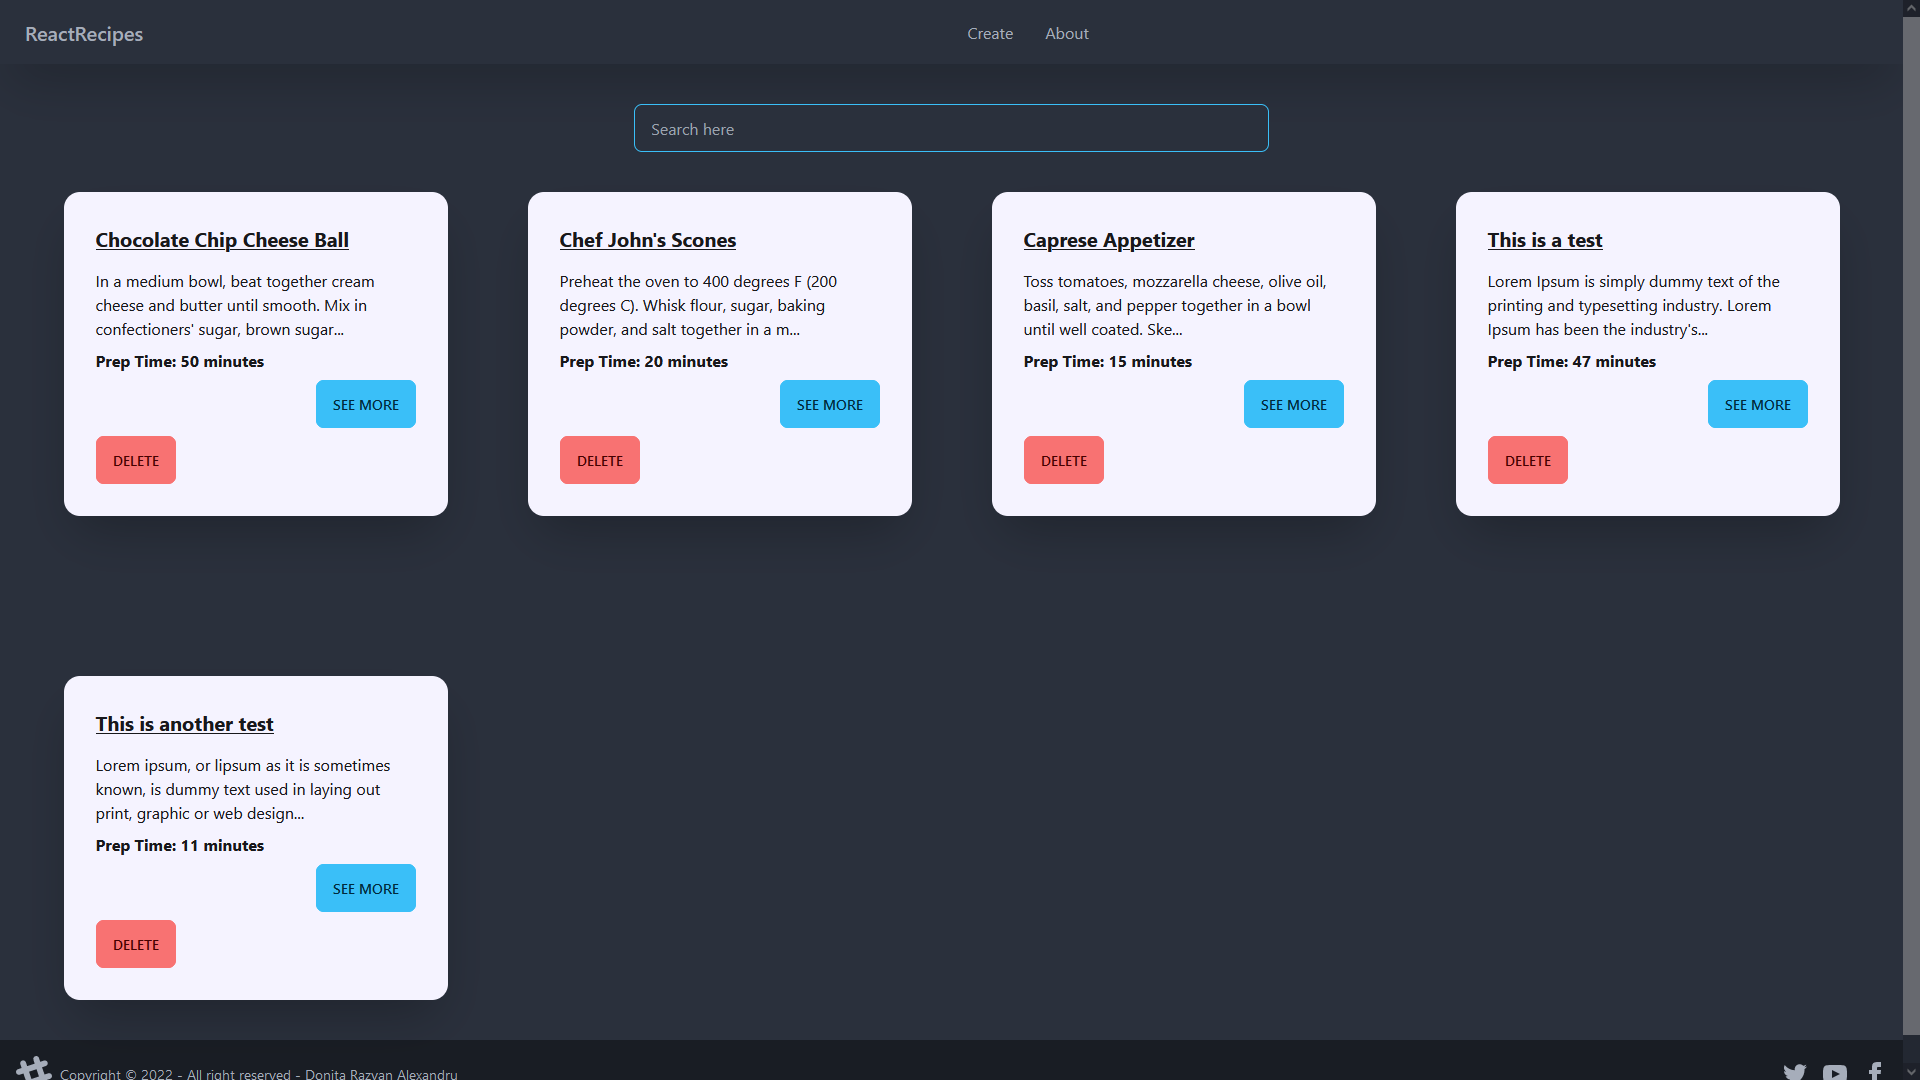 ReactRecipes
Create
About
Search here
Chocolate Chip Cheese Ball
In a medium bowl, beat together cream
cheese and butter until smooth. Mix in
confectioners' sugar, brown sugar...
Prep Time: 50 minutes
SEE MORE
DELETE
Chef John's Scones
Preheat the oven to 400 degrees F (200
degrees C). Whisk flour, sugar, baking
powder, and salt together in a m...
Prep Time: 20 minutes
SEE MORE
DELETE
Caprese Appetizer
Toss tomatoes, mozzarella cheese, olive oil,
basil, salt, and pepper together in a bowl
until well coated. Ske...
Prep Time: 15 minutes
SEE MORE
DELETE
This is a test
Lorem Ipsum is simply dummy text of the
printing and typesetting industry. Lorem
Ipsum has been the industry's...
Prep Time: 47 minutes
SEE MORE
DELETE
This is another test
Lorem ipsum, or lipsum as it is sometimes
known, is dummy text used in laying out
print, graphic or web design...
Prep Time: 11 minutes
SEE MORE
DELETE
Copyright © 2022 - All right reserved - Donita Razvan Alexandru